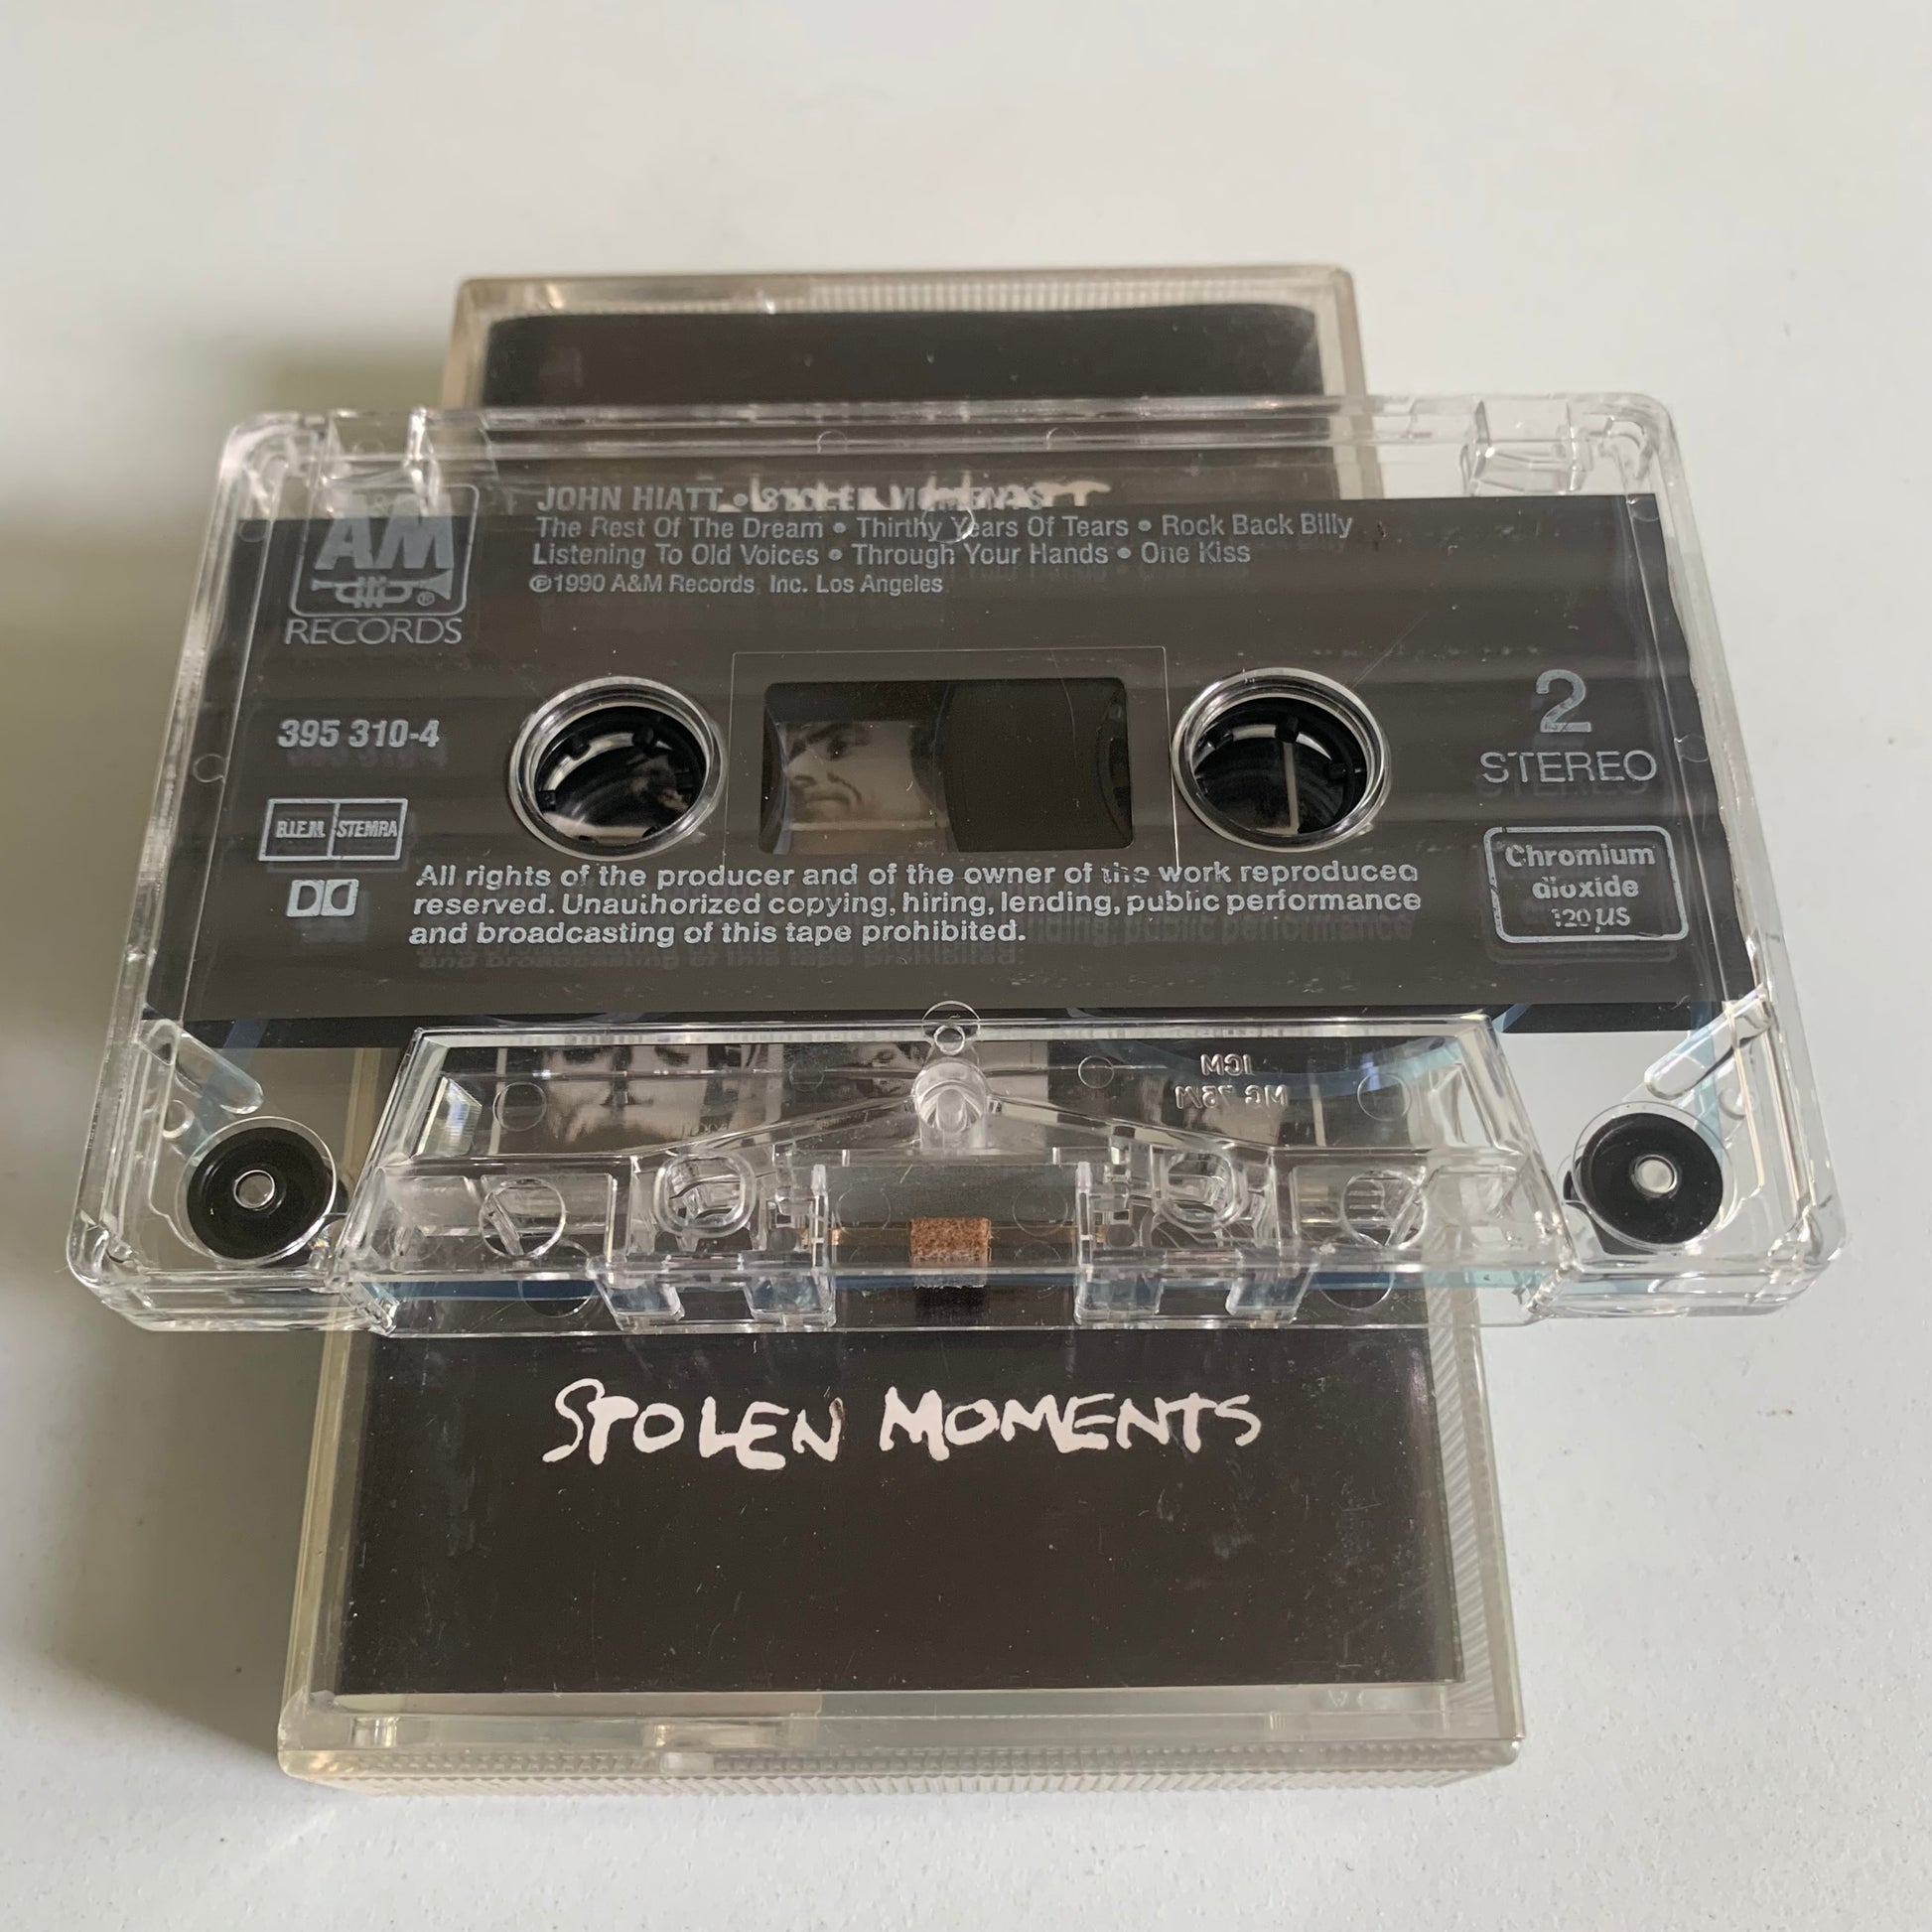 A&M
RECORDS
JOHN HIATT • STOLEN MOMENTS
The Rest Of The Dream • Thirthy Years Of Tears • Rock Back Billy
Listening To Old Voices • Through Your Hands • One Kiss
℗1990 A&M Records, Inc. Los Angeles
395 310-4
2
STEREO
B.I.E.M. STEMRA
All rights of the producer and of the owner of the work reproduced
reserved. Unauthorized copying, hiring, lending, public performance
and broadcasting of this tape prohibited.
Chromium
dioxide
120 µs
ICM
STOLEN MOMENTS